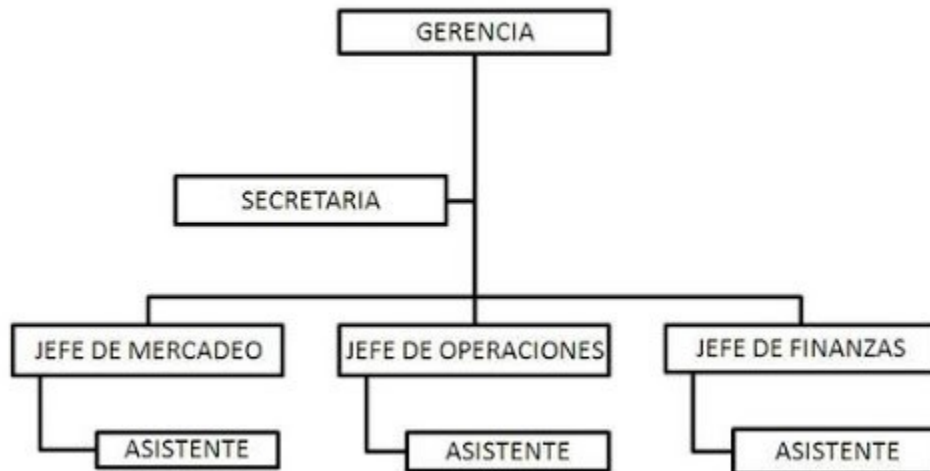 GERENCIA
SECRETARIA
JEFE DE MERCADEO
JEFE DE OPERACIONES
JEFE DE FINANZAS
ASISTENTE
ASISTENTE
ASISTENTE